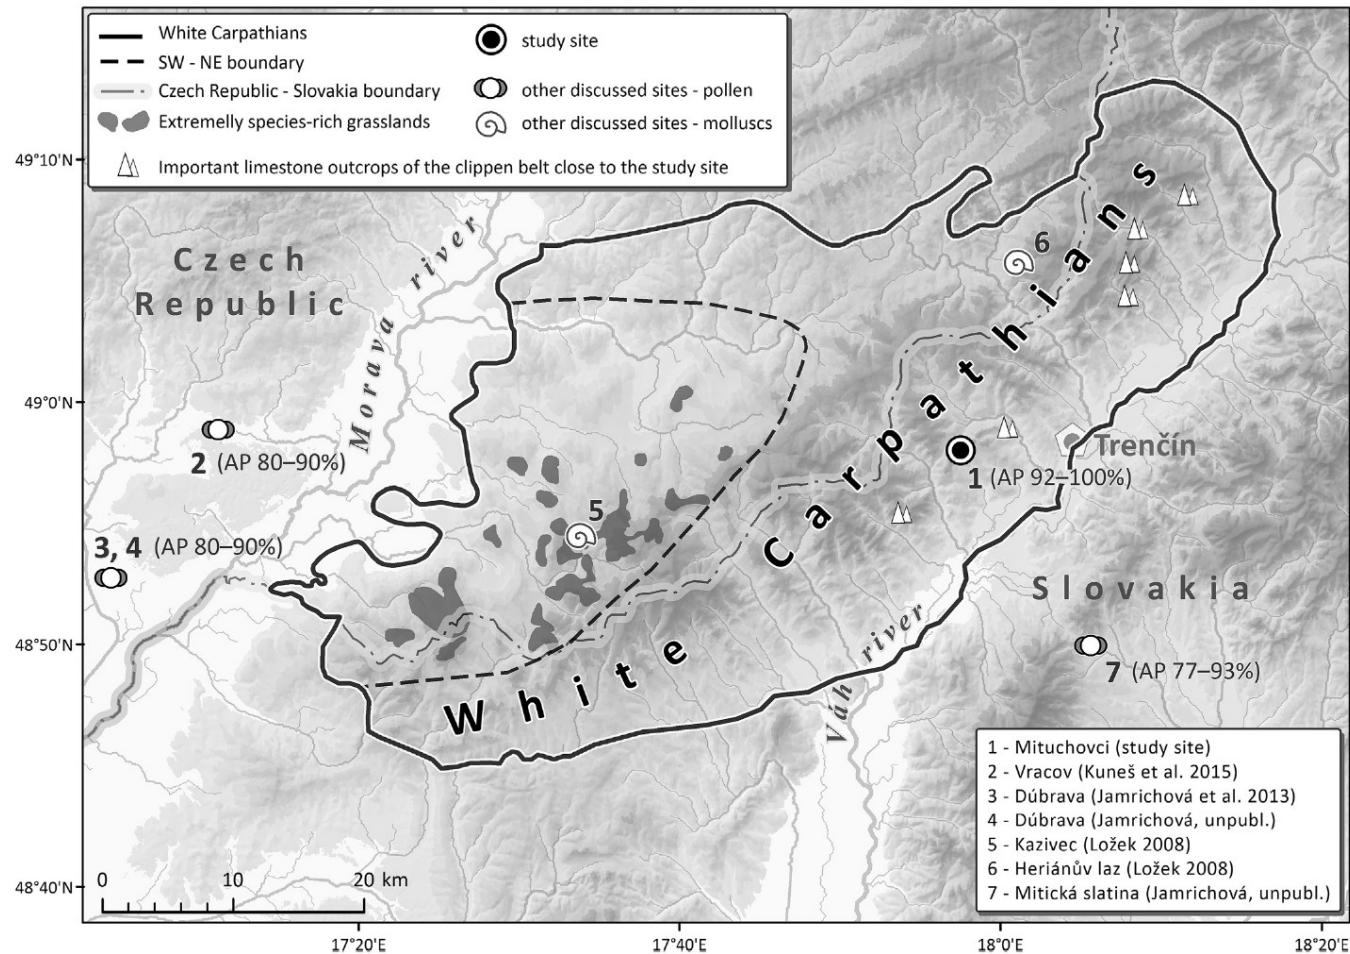 White Carpathians
SW - NE boundary
Czech Republic - Slovakia boundary
Extremelly species-rich grasslands
Important limestone outcrops of the clippen belt close to the study site
study site
other discussed sites - pollen
other discussed sites - molluscs
49°10'N
49°0'N
48°50'N
48°40'N
Czech
Republic
Morava river
6
2 (AP 80–90%)
3, 4 (AP 80–90%)
5
1 (AP 92–100%)
Trenčín
White Carpathians
Slovakia
Váh river
7 (AP 77–93%)
1 - Mituchovci (study site)
2 - Vracov (Kuneš et al. 2015)
3 - Dúbrava (Jamrichová et al. 2013)
4 - Dúbrava (Jamrichová, unpubl.)
5 - Kazivec (Ložek 2008)
6 - Heriánův laz (Ložek 2008)
7 - Mitická slatina (Jamrichová, unpubl.)
0 10 20 km
17°20'E
17°40'E
18°0'E
18°20'E